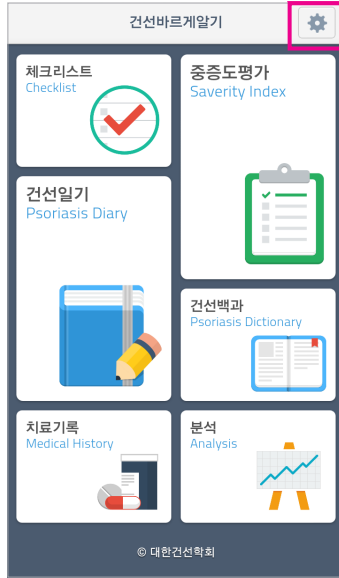 건선바르게알기
체크리스트
Checklist
중증도평가
Saverity Index
건선일기
Psoriasis Diary
건선백과
Psoriasis Dictionary
치료기록
Medical History
분석
Analysis
© 대한건선학회